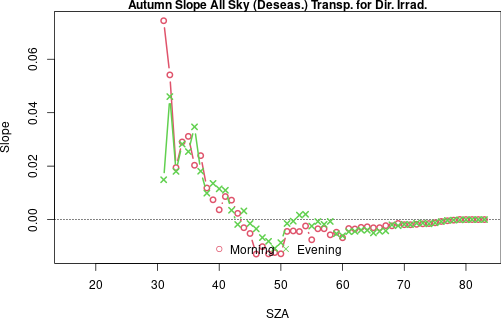 Autumn Slope All Sky (Deseas.) Transp. for Dir. Irrad.
Slope
0.06
0.04
0.02
0.00
Morning
Evening
20
30
40
50
60
70
80
SZA